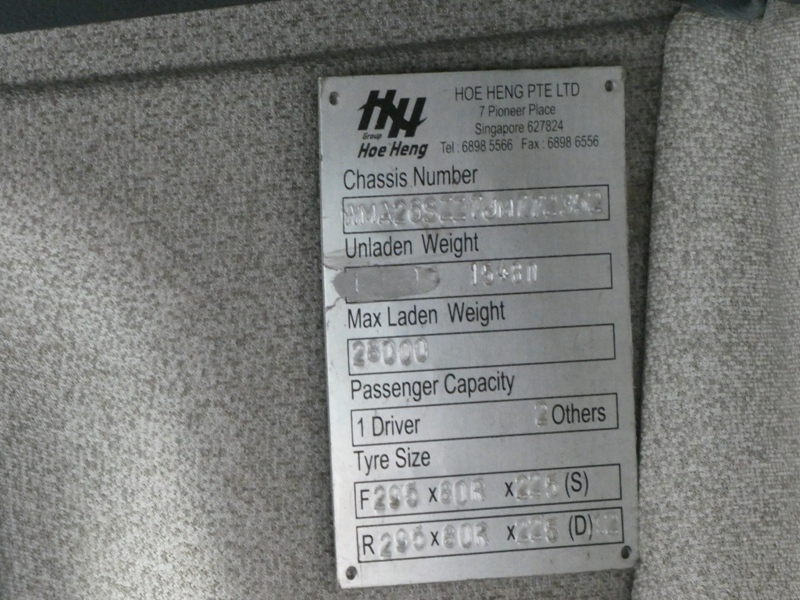 HH
Group
Hoe Heng
HOE HENG PTE LTD
7 Pioneer Place
Singapore 627824
Tel : 6898 5566 Fax : 6898 6556
Chassis Number
Unladen Weight
Max Laden Weight
26000
Passenger Capacity
1 Driver 2 Others
Tyre Size
F 295 x 80R x 225 (S)
R 295 x 80R x 225 (D)